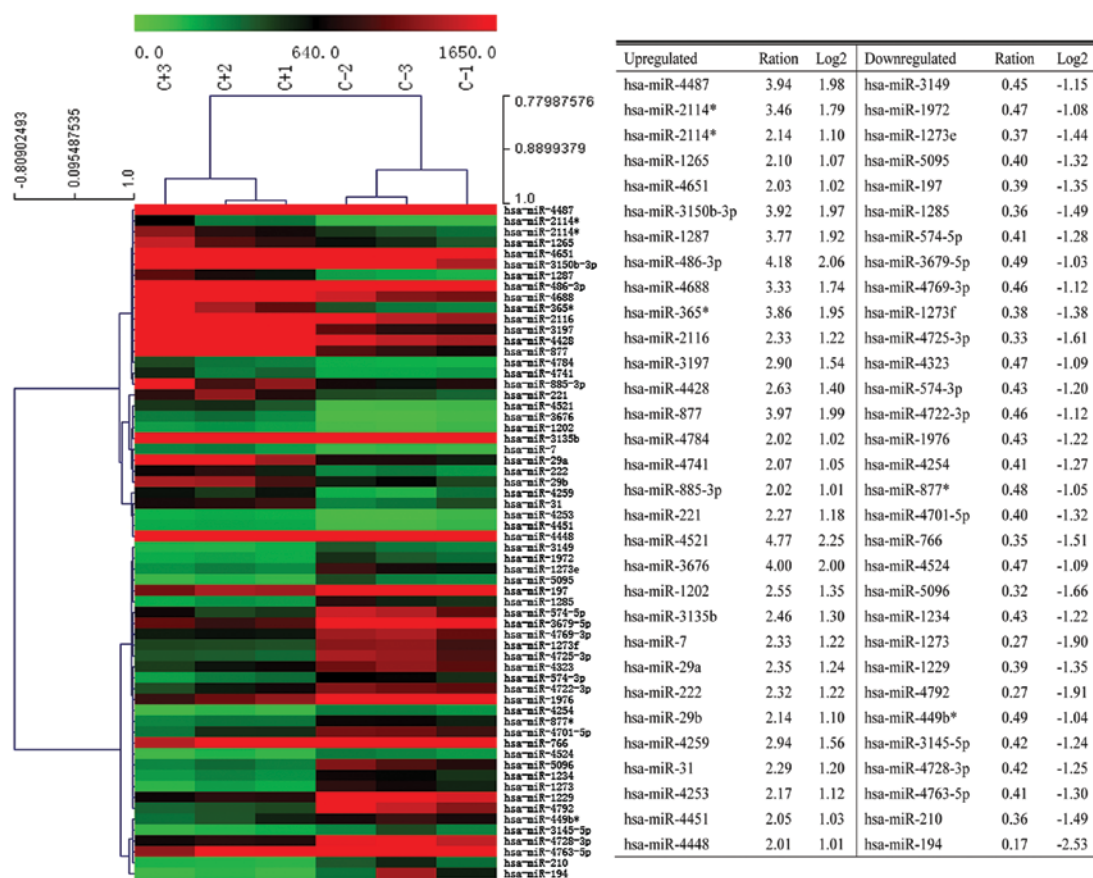 0.0 640.0 1650.0
C+3 C+2 C+1 C-2 C-3 C-1
-0.80902493 0.095487535 1.0
0.77987576
0.8899379
1.0
hsa-miR-4487
hsa-miR-2114*
hsa-miR-2114*
hsa-miR-1265
hsa-miR-4651
hsa-miR-3150b-3p
hsa-miR-1287
hsa-miR-486-3p
hsa-miR-4688
hsa-miR-365*
hsa-miR-2116
hsa-miR-3197
hsa-miR-4428
hsa-miR-877
hsa-miR-4784
hsa-miR-4741
hsa-miR-885-3p
hsa-miR-221
hsa-miR-4521
hsa-miR-3676
hsa-miR-1202
hsa-miR-3135b
hsa-miR-7
hsa-miR-29a
hsa-miR-222
hsa-miR-29b
hsa-miR-4259
hsa-miR-31
hsa-miR-4253
hsa-miR-4451
hsa-miR-4448
hsa-miR-3149
hsa-miR-1972
hsa-miR-1273e
hsa-miR-5095
hsa-miR-197
hsa-miR-1285
hsa-miR-574-5p
hsa-miR-3679-5p
hsa-miR-4769-3p
hsa-miR-1273f
hsa-miR-4725-3p
hsa-miR-4323
hsa-miR-574-3p
hsa-miR-4722-3p
hsa-miR-1976
hsa-miR-4254
hsa-miR-877*
hsa-miR-4701-5p
hsa-miR-766
hsa-miR-4524
hsa-miR-5096
hsa-miR-1234
hsa-miR-1273
hsa-miR-1229
hsa-miR-4792
hsa-miR-449b*
hsa-miR-3145-5p
hsa-miR-4728-3p
hsa-miR-4763-5p
hsa-miR-210
hsa-miR-194
Upregulated Ration Log2 Downregulated Ration Log2
hsa-miR-4487 3.94 1.98 hsa-miR-3149 0.45 -1.15
hsa-miR-2114* 3.46 1.79 hsa-miR-1972 0.47 -1.08
hsa-miR-2114* 2.14 1.10 hsa-miR-1273e 0.37 -1.44
hsa-miR-1265 2.10 1.07 hsa-miR-5095 0.40 -1.32
hsa-miR-4651 2.03 1.02 hsa-miR-197 0.39 -1.35
hsa-miR-3150b-3p 3.92 1.97 hsa-miR-1285 0.36 -1.49
hsa-miR-1287 3.77 1.92 hsa-miR-574-5p 0.41 -1.28
hsa-miR-486-3p 4.18 2.06 hsa-miR-3679-5p 0.49 -1.03
hsa-miR-4688 3.33 1.74 hsa-miR-4769-3p 0.46 -1.12
hsa-miR-365* 3.86 1.95 hsa-miR-1273f 0.38 -1.38
hsa-miR-2116 2.33 1.22 hsa-miR-4725-3p 0.33 -1.61
hsa-miR-3197 2.90 1.54 hsa-miR-4323 0.47 -1.09
hsa-miR-4428 2.63 1.40 hsa-miR-574-3p 0.43 -1.20
hsa-miR-877 3.97 1.99 hsa-miR-4722-3p 0.46 -1.12
hsa-miR-4784 2.02 1.02 hsa-miR-1976 0.43 -1.22
hsa-miR-4741 2.07 1.05 hsa-miR-4254 0.41 -1.27
hsa-miR-885-3p 2.02 1.01 hsa-miR-877* 0.48 -1.05
hsa-miR-221 2.27 1.18 hsa-miR-4701-5p 0.40 -1.32
hsa-miR-4521 4.77 2.25 hsa-miR-766 0.35 -1.51
hsa-miR-3676 4.00 2.00 hsa-miR-4524 0.47 -1.09
hsa-miR-1202 2.55 1.35 hsa-miR-5096 0.32 -1.66
hsa-miR-3135b 2.46 1.30 hsa-miR-1234 0.43 -1.22
hsa-miR-7 2.33 1.22 hsa-miR-1273 0.27 -1.90
hsa-miR-29a 2.35 1.24 hsa-miR-1229 0.39 -1.35
hsa-miR-222 2.32 1.22 hsa-miR-4792 0.27 -1.91
hsa-miR-29b 2.14 1.10 hsa-miR-449b* 0.49 -1.04
hsa-miR-4259 2.94 1.56 hsa-miR-3145-5p 0.42 -1.24
hsa-miR-31 2.29 1.20 hsa-miR-4728-3p 0.42 -1.25
hsa-miR-4253 2.17 1.12 hsa-miR-4763-5p 0.41 -1.30
hsa-miR-4451 2.05 1.03 hsa-miR-210 0.36 -1.49
hsa-miR-4448 2.01 1.01 hsa-miR-194 0.17 -2.53